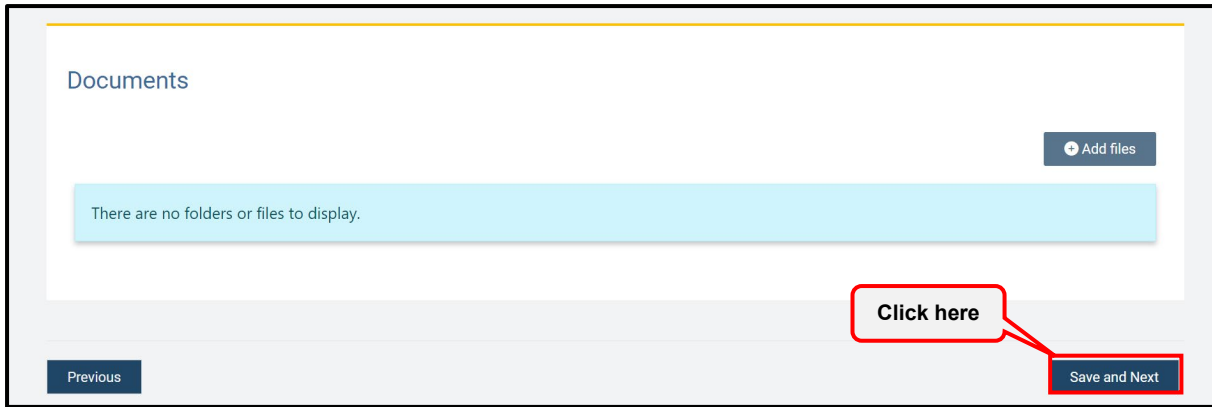 Documents
Add files
There are no folders or files to display.
Click here
Previous
Save and Next